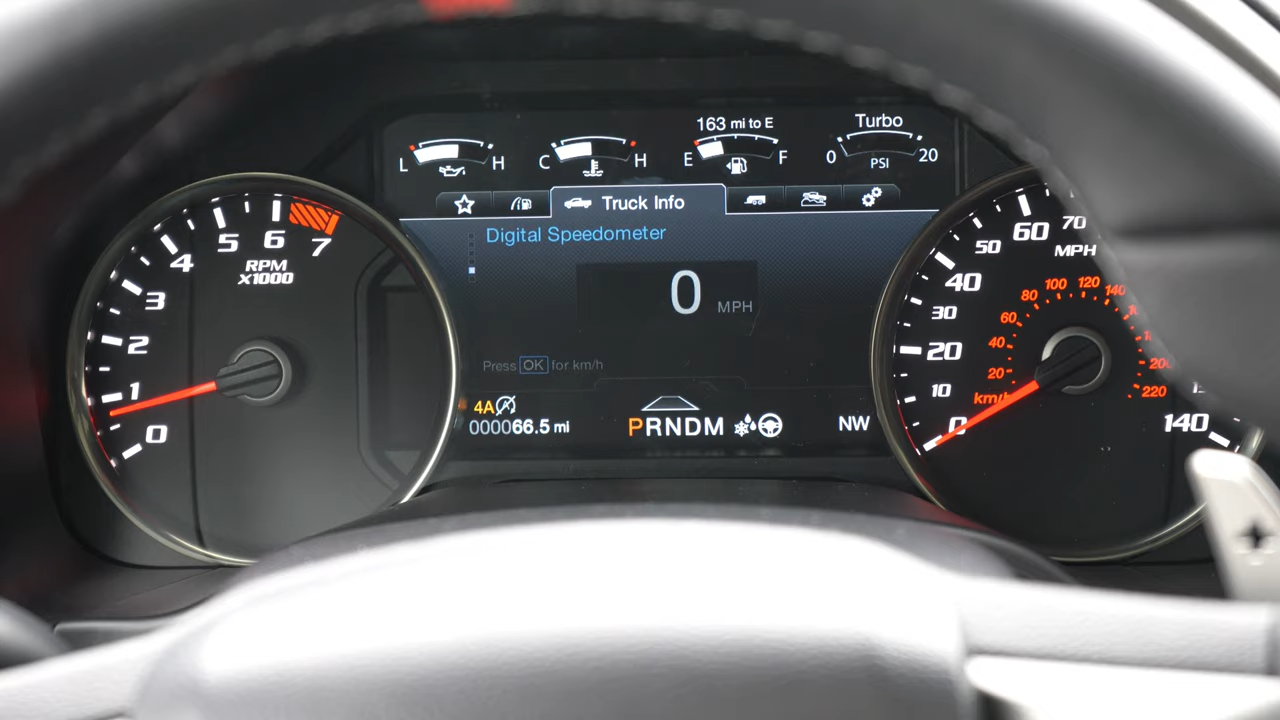 163 mi to E
Turbo
L H
C H
E F
0 20
PSI
Truck Info
Digital Speedometer
0 MPH
Press OK for km/h
4A
000066.5 mi
PRNDM
NW
0
1
2
3
4
5
6
7
RPM
x1000
0
10
20
30
40
50
60
70
140
MPH
km/h
20
40
60
80
100
120
140
200
220